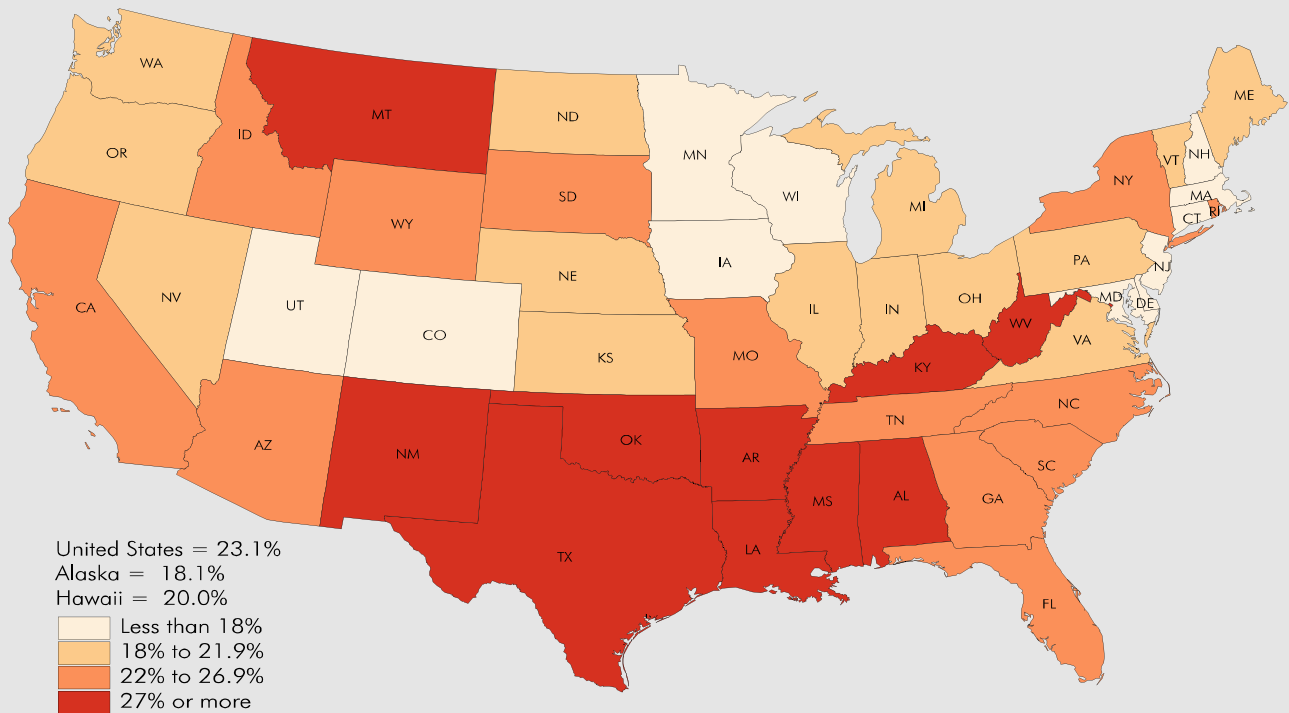 WA
MT
ME
ND
ID
OR
MN
VT
NH
NY
WI
SD
MA
MI
RI
CT
WY
IA
PA
NJ
NE
NV
OH
MD
DE
UT
CA
IL
IN
WV
CO
VA
KS
MO
KY
NC
TN
OK
AZ
NM
AR
SC
MS
AL
GA
LA
TX
FL
United States = 23.1%
Alaska = 18.1%
Hawaii = 20.0%
Less than 18%
18% to 21.9%
22% to 26.9%
27% or more